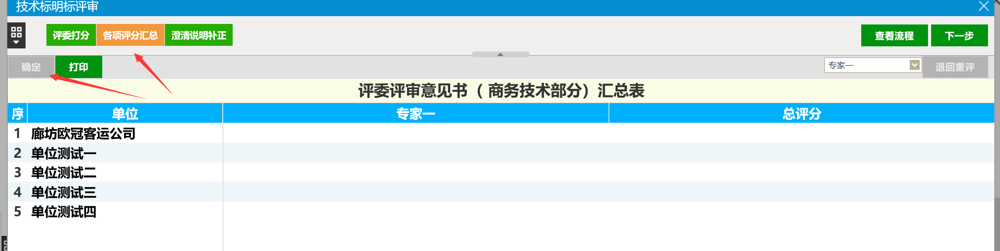 技术标明标评审
评委打分 各项评分汇总 澄清说明补正 查看流程 下一步
确定 打印 专家一 退回重评
评委评审意见书（ 商务技术部分）汇总表
序 单位 专家一 总评分
1 廊坊欧冠客运公司
2 单位测试一
3 单位测试二
4 单位测试三
5 单位测试四